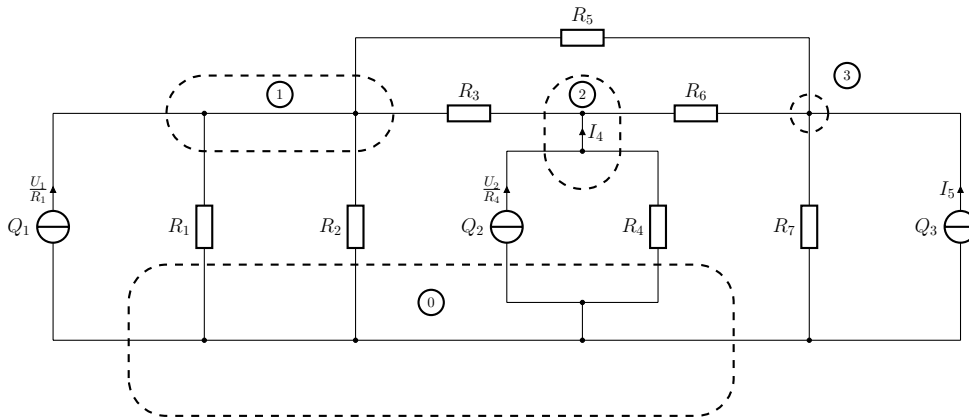 R₅
1
2
3
R₃
R₆
I₄
U₁/R₁
U₂/R₄
I₅
Q₁
R₁
R₂
Q₂
R₄
R₇
Q₃
0